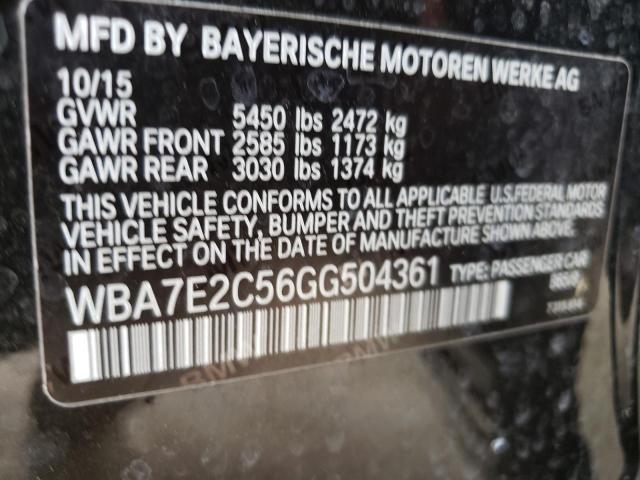 MFD BY BAYERISCHE MOTOREN WERKE AG
10/15
GVWR 5450 lbs 2472 kg
GAWR FRONT 2585 lbs 1173 kg
GAWR REAR 3030 lbs 1374 kg
THIS VEHICLE CONFORMS TO ALL APPLICABLE U.S.FEDERAL MOTOR
VEHICLE SAFETY, BUMPER AND THEFT PREVENTION STANDARDS
IN EFFECT ON THE DATE OF MANUFACTURE SHOWN ABOVE.
WBA7E2C56GG504361 TYPE: PASSENGER CAR
BMW